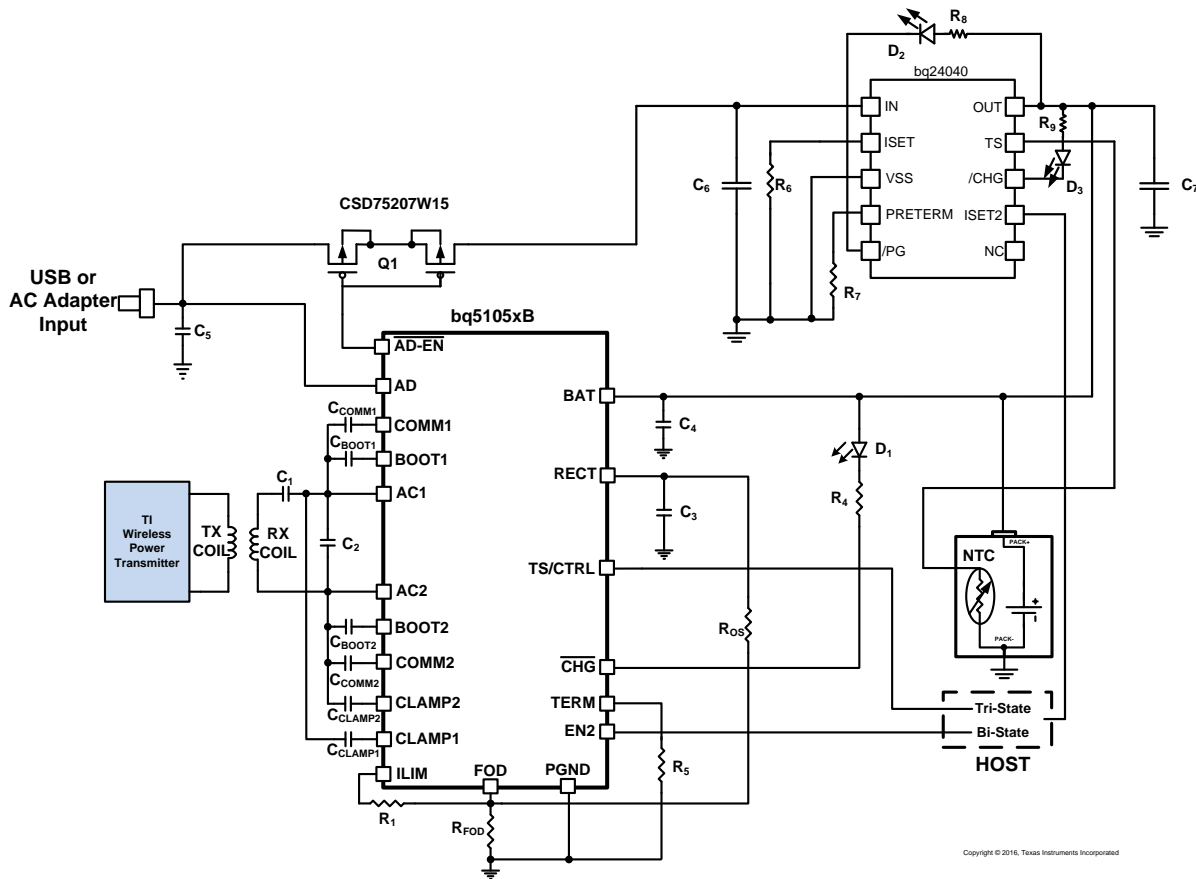 R8
D2
bq24040
IN
OUT
R9
ISET
TS
C6
R6
VSS
/CHG
D3
C7
CSD75207W15
PRETERM
ISET2
Q1
/PG
NC
R7
USB or
AC Adapter
Input
bq5105xB
C5
AD-EN
AD
BAT
CCOMM1
COMM1
C4
CBOOT1
BOOT1
D1
RECT
C1
AC1
R4
C3
TI
Wireless
Power
Transmitter
TX
COIL
RX
COIL
C2
PACK+
NTC
TS/CTRL
AC2
ROS
BOOT2
CBOOT2
PACK-
COMM2
CHG
CCOMM2
CLAMP2
TERM
CCLAMP2
Tri-State
EN2
Bi-State
CLAMP1
CCLAMP1
HOST
ILIM
FOD
PGND
R5
R1
RFOD
Copyright © 2016, Texas Instruments Incorporated